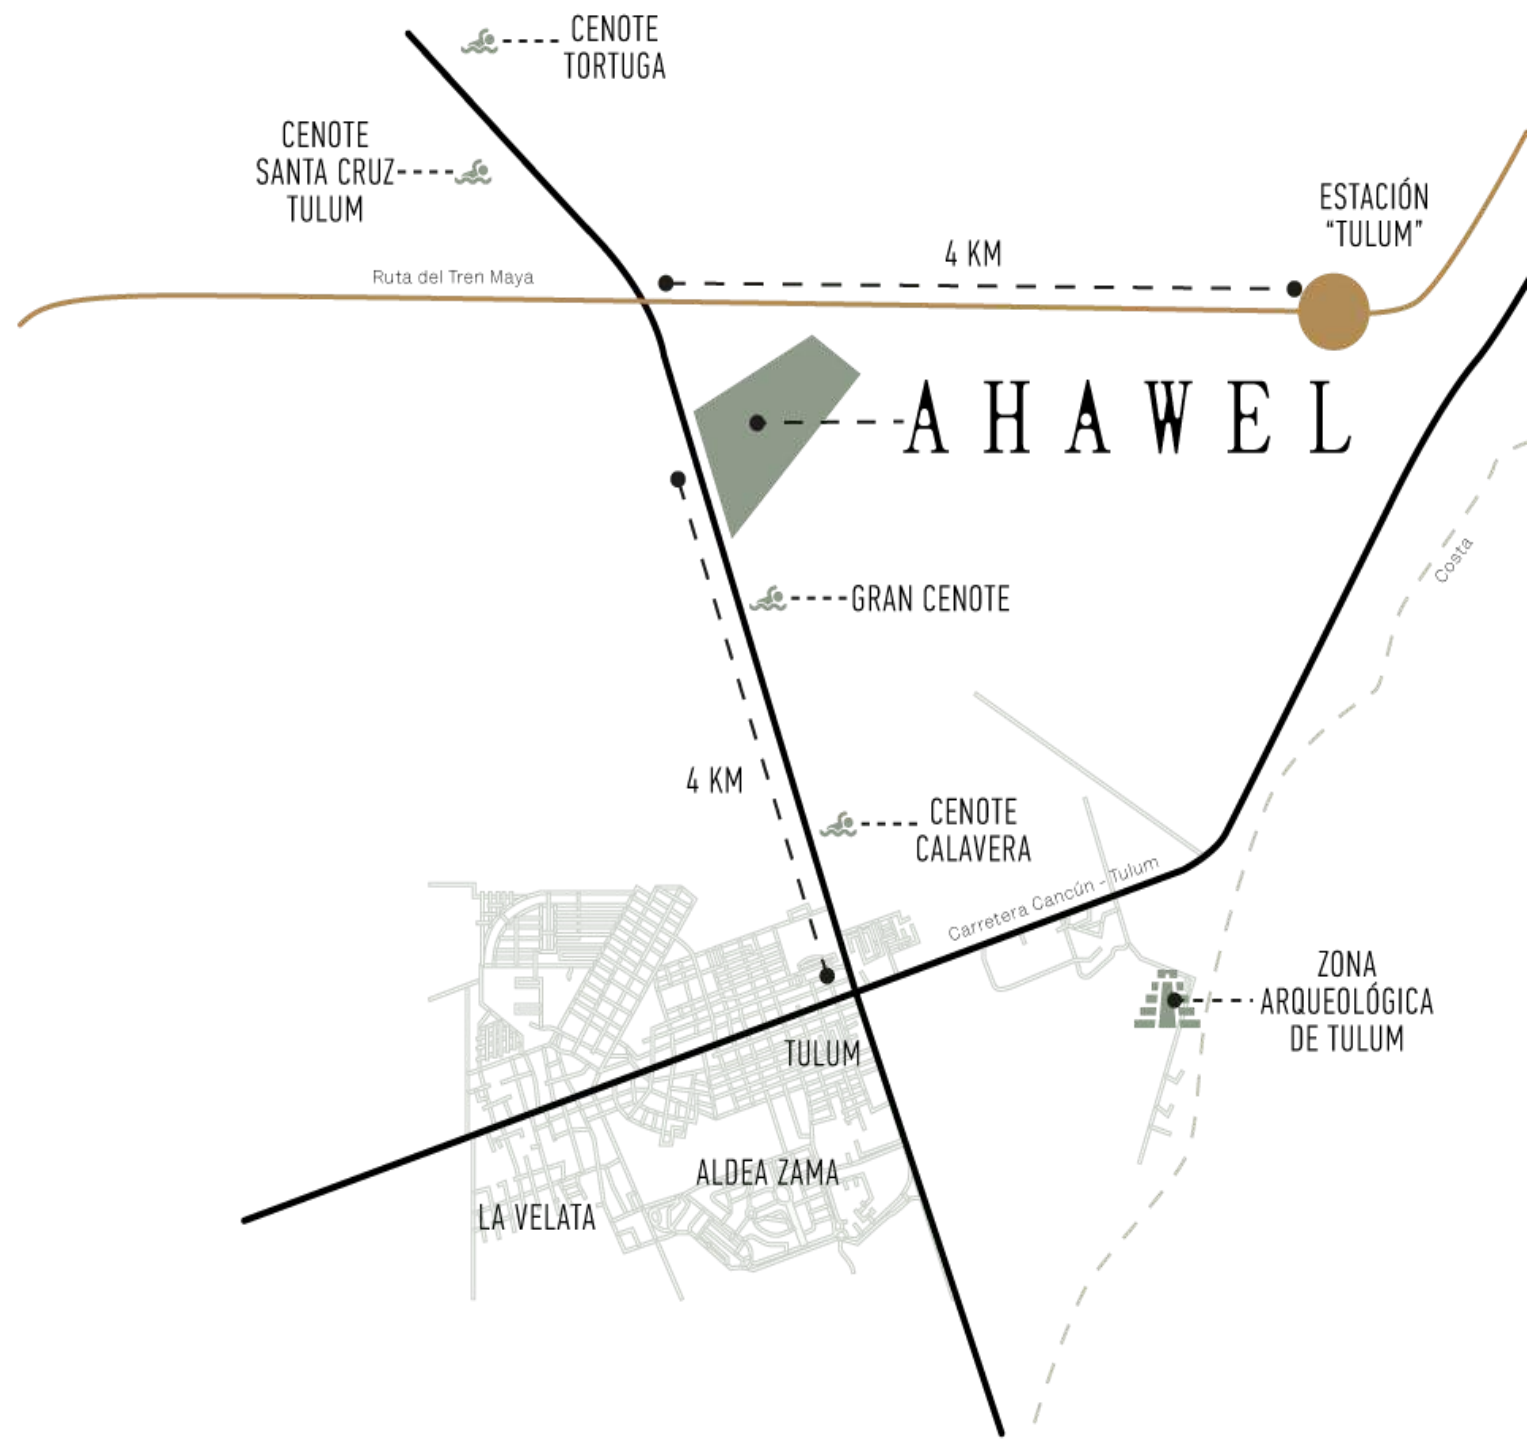 CENOTE
TORTUGA
CENOTE
SANTA CRUZ
TULUM
ESTACIÓN
“TULUM”
4 KM
Ruta del Tren Maya
AHAWEL
Costa
GRAN CENOTE
4 KM
CENOTE
CALAVERA
Carretera Cancún - Tulum
ZONA
ARQUEOLÓGICA
DE TULUM
TULUM
ALDEA ZAMA
LA VELATA